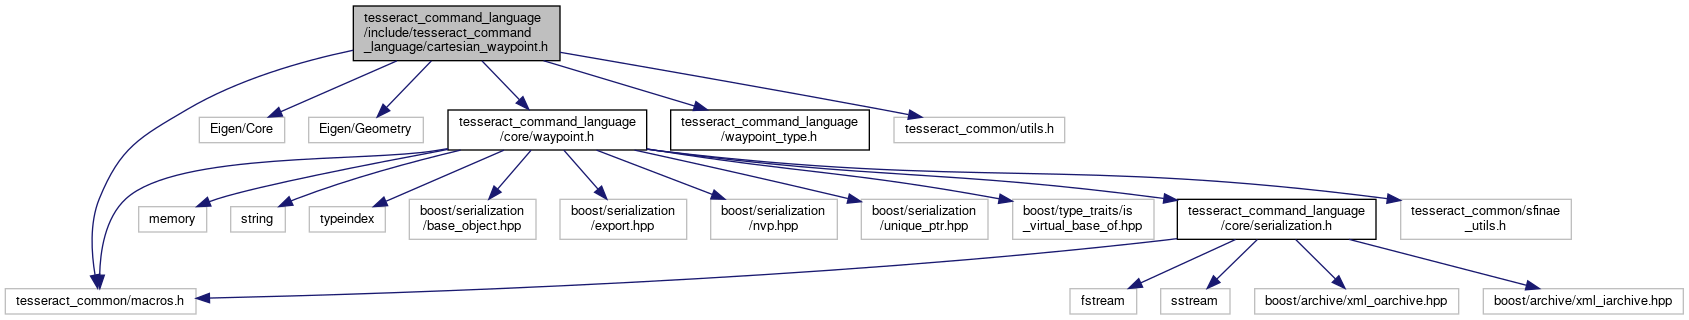 tesseract_command_language
/include/tesseract_command
_language/cartesian_waypoint.h
Eigen/Core
Eigen/Geometry
tesseract_command_language
/core/waypoint.h
tesseract_command_language
/waypoint_type.h
tesseract_common/utils.h
memory
string
typeindex
boost/serialization
/base_object.hpp
boost/serialization
/export.hpp
boost/serialization
/nvp.hpp
boost/serialization
/unique_ptr.hpp
boost/type_traits/is
_virtual_base_of.hpp
tesseract_command_language
/core/serialization.h
tesseract_common/sfinae
_utils.h
tesseract_common/macros.h
fstream
sstream
boost/archive/xml_oarchive.hpp
boost/archive/xml_iarchive.hpp